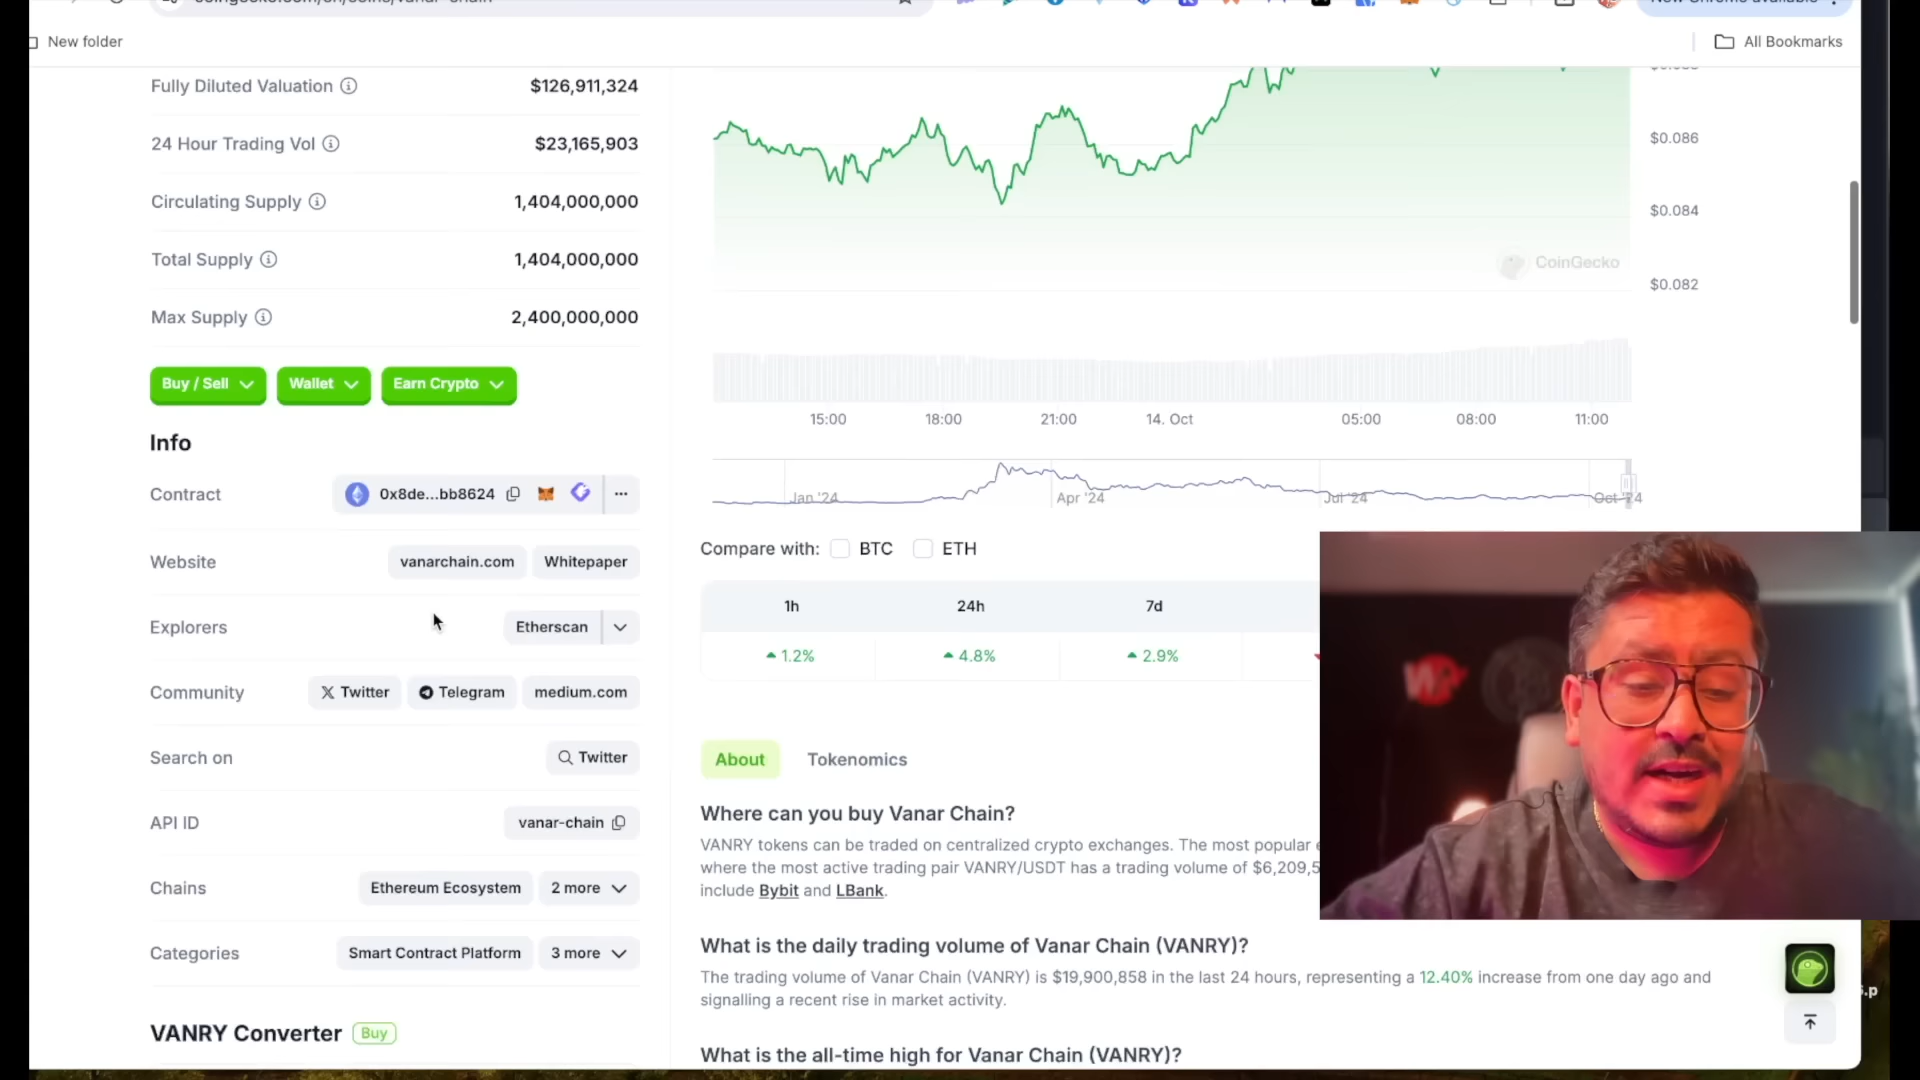 New folder
All Bookmarks
Fully Diluted Valuation
$126,911,324
24 Hour Trading Vol
$23,165,903
Circulating Supply
1,404,000,000
Total Supply
1,404,000,000
Max Supply
2,400,000,000
Buy / Sell
Wallet
Earn Crypto
Info
Contract
0x8de...bb8624
Website
vanarchain.com
Whitepaper
Explorers
Etherscan
Community
Twitter
Telegram
medium.com
Search on
Twitter
API ID
vanar-chain
Chains
Ethereum Ecosystem
2 more
Categories
Smart Contract Platform
3 more
VANRY Converter
Buy
$0.086
$0.084
CoinGecko
$0.082
15:00
18:00
21:00
14. Oct
05:00
08:00
11:00
Jan '24
Apr '24
Jul '24
Oct '24
Compare with:
BTC
ETH
1h
24h
7d
1.2%
4.8%
2.9%
About
Tokenomics
Where can you buy Vanar Chain?
VANRY tokens can be traded on centralized crypto exchanges. The most popular
where the most active trading pair VANRY/USDT has a trading volume of $6,209,5
include Bybit and LBank.
What is the daily trading volume of Vanar Chain (VANRY)?
The trading volume of Vanar Chain (VANRY) is $19,900,858 in the last 24 hours, representing a 12.40% increase from one day ago and
signalling a recent rise in market activity.
What is the all-time high for Vanar Chain (VANRY)?